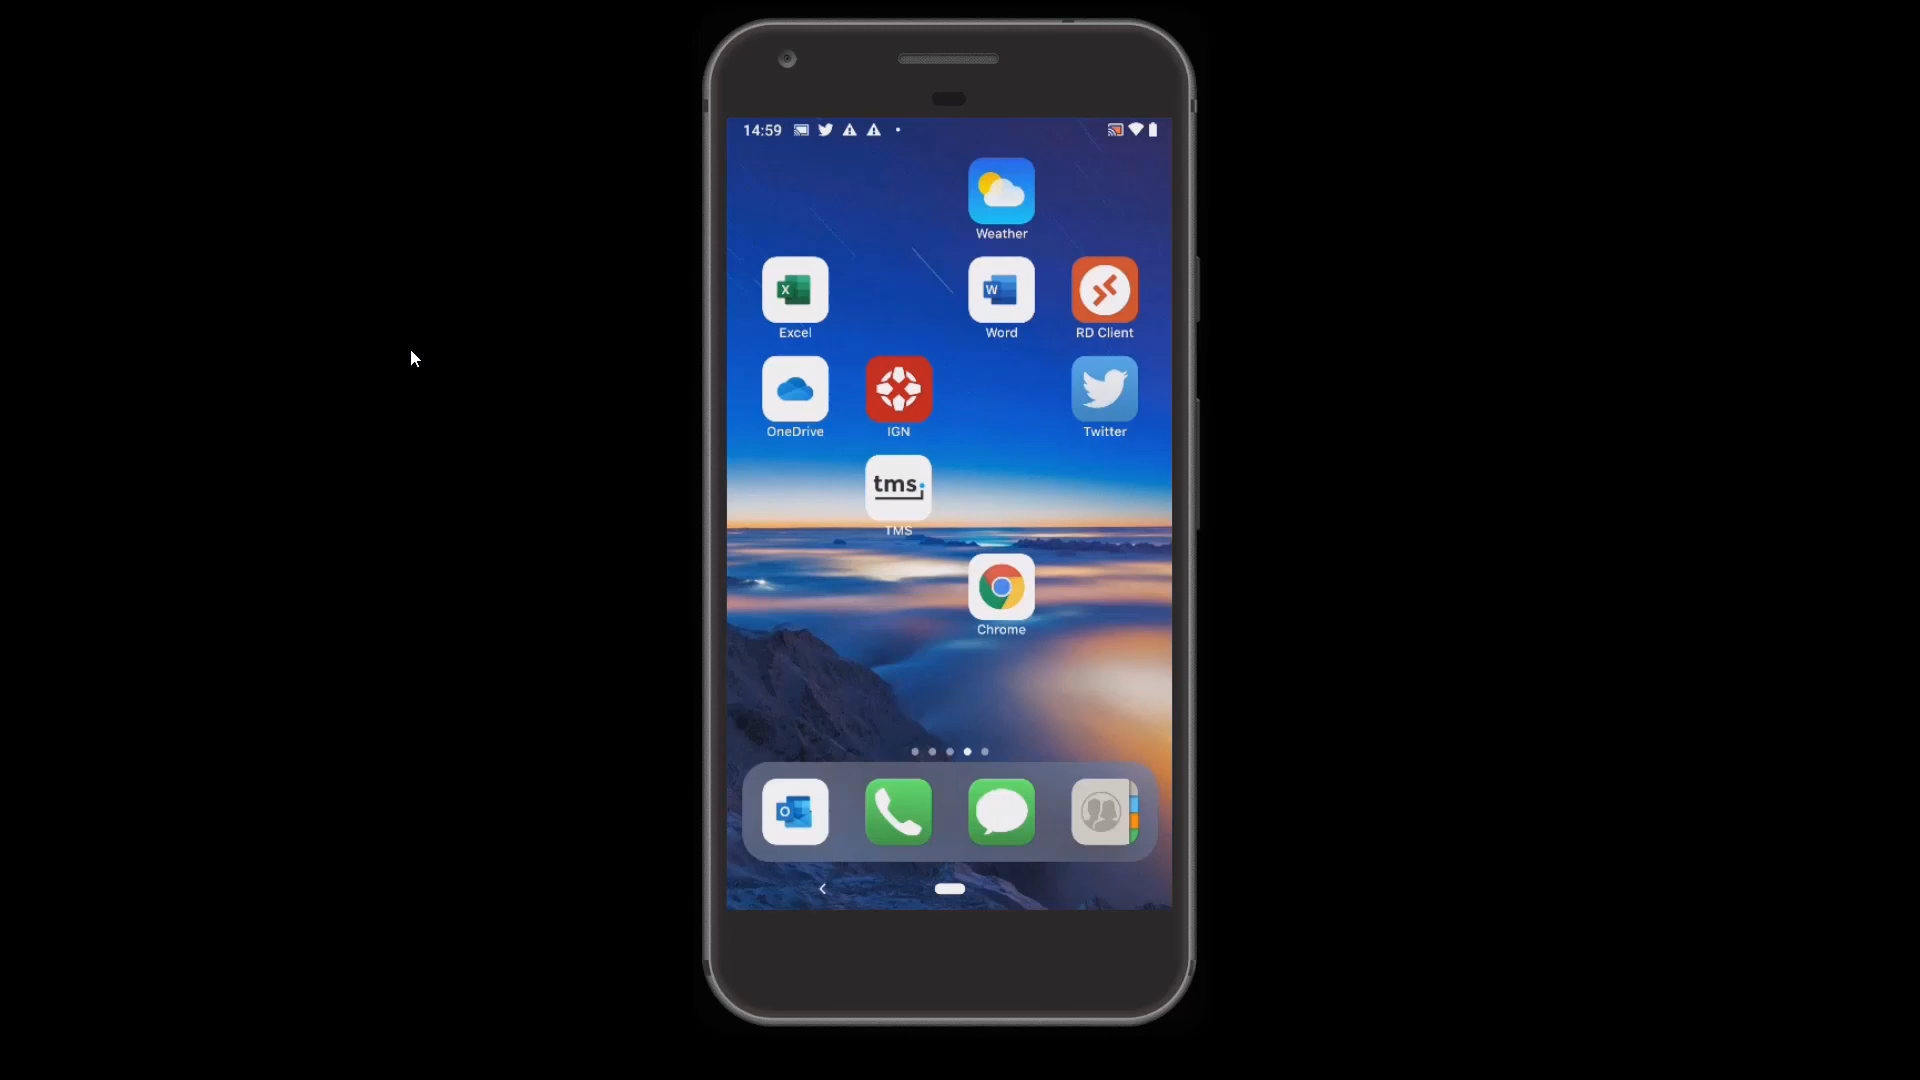 14:59
Weather
X
Excel
W
Word
RD Client
OneDrive
IGN
Twitter
tms;
TMS
Chrome
O